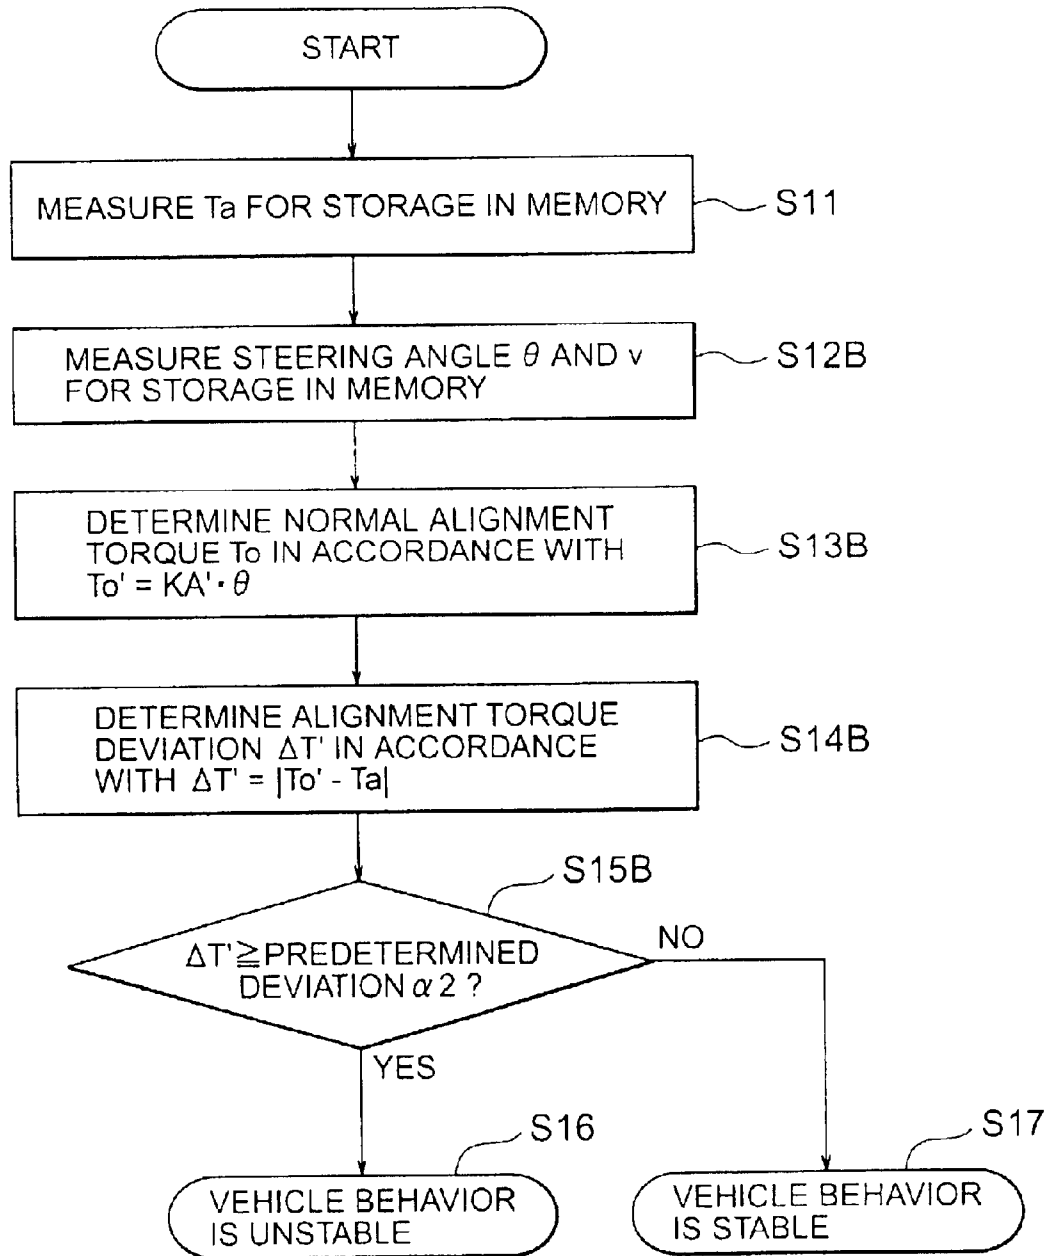 START
MEASURE Ta FOR STORAGE IN MEMORY
S11
MEASURE STEERING ANGLE θ AND v
FOR STORAGE IN MEMORY
S12B
DETERMINE NORMAL ALIGNMENT
TORQUE To IN ACCORDANCE WITH
To' = KA'・θ
S13B
DETERMINE ALIGNMENT TORQUE
DEVIATION ΔT' IN ACCORDANCE
WITH ΔT' = |To' - Ta|
S14B
S15B
ΔT'≧PREDETERMINED
DEVIATION α2 ?
NO
YES
S16
VEHICLE BEHAVIOR
IS UNSTABLE
S17
VEHICLE BEHAVIOR
IS STABLE